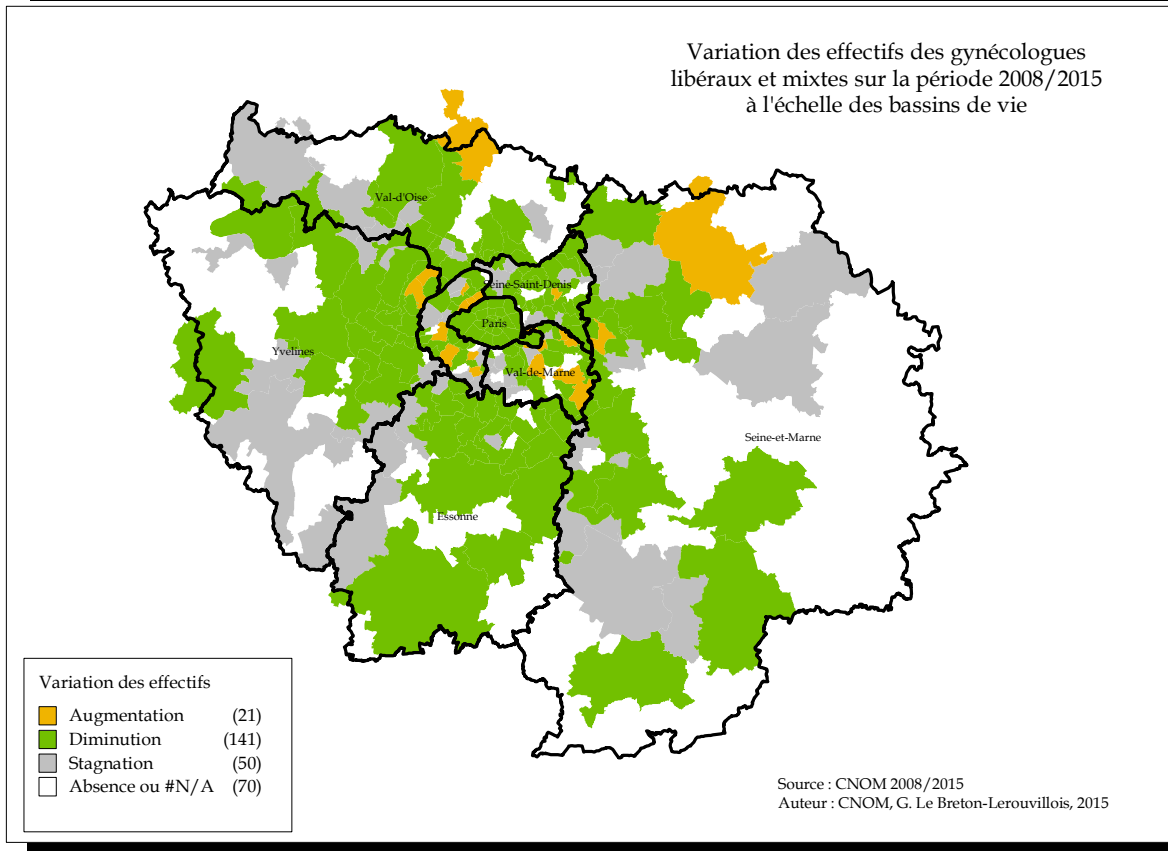 Variation des effectifs des gynécologues
libéraux et mixtes sur la période 2008/2015
à l'échelle des bassins de vie
Val-d'Oise
Seine-Saint-Denis
Paris
Yvelines
Val-de-Marne
Seine-et-Marne
Essonne
Variation des effectifs
Augmentation (21)
Diminution (141)
Stagnation (50)
Absence ou #N/A (70)
Source : CNOM 2008/2015
Auteur : CNOM, G. Le Breton-Lerouvillois, 2015